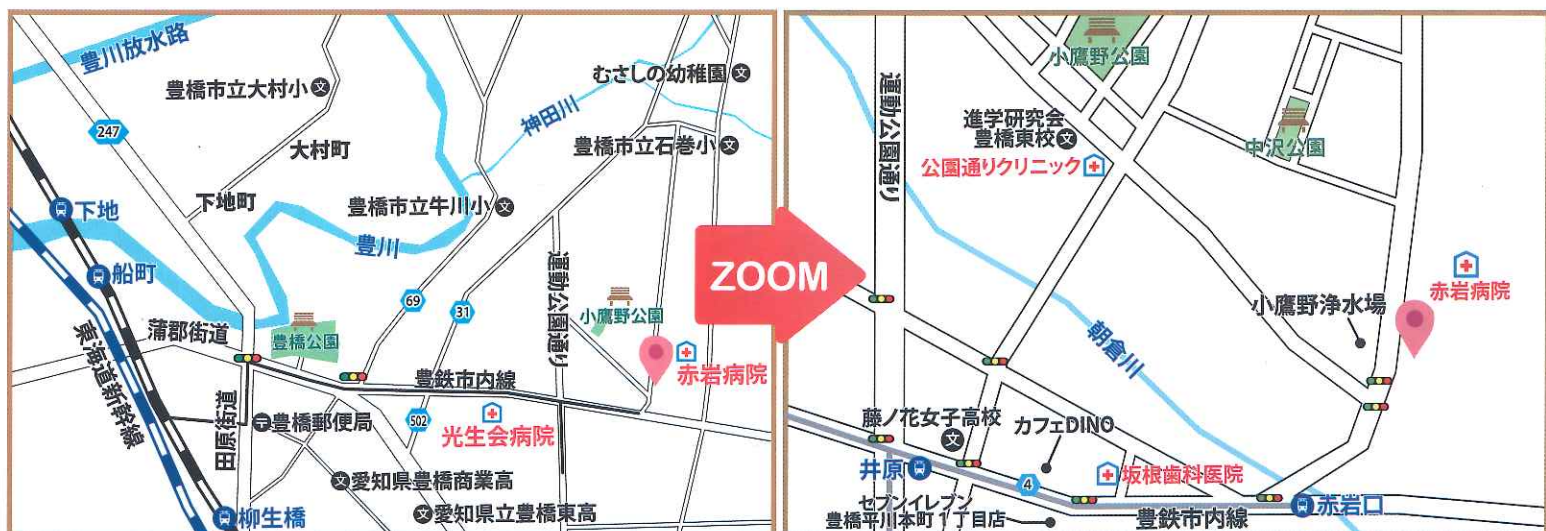 豊川放水路
豊橋市立大村小
文
むさしの幼稚園
文
247
大村町
神田川
豊橋市立石巻小
文
下地
下地町
豊橋市立牛川小
文
豊川
船町
運動公園通り
69
31
小鷹野公園
東海道新幹線
蒲郡街道
豊橋公園
赤岩病院
豊鉄市内線
田原街道
豊橋郵便局
502
光生会病院
文
愛知県豊橋商業高
柳生橋
文
愛知県立豊橋東高
ZOOM
小鷹野公園
運動公園通り
進学研究会
豊橋東校
文
中沢公園
公園通りクリニック
赤岩病院
小鷹野浄水場
朝倉川
藤ノ花女子高校
文
カフェDINO
井原
4
坂根歯科医院
セブンイレブン
豊橋平川本町1丁目店
豊鉄市内線
赤岩口